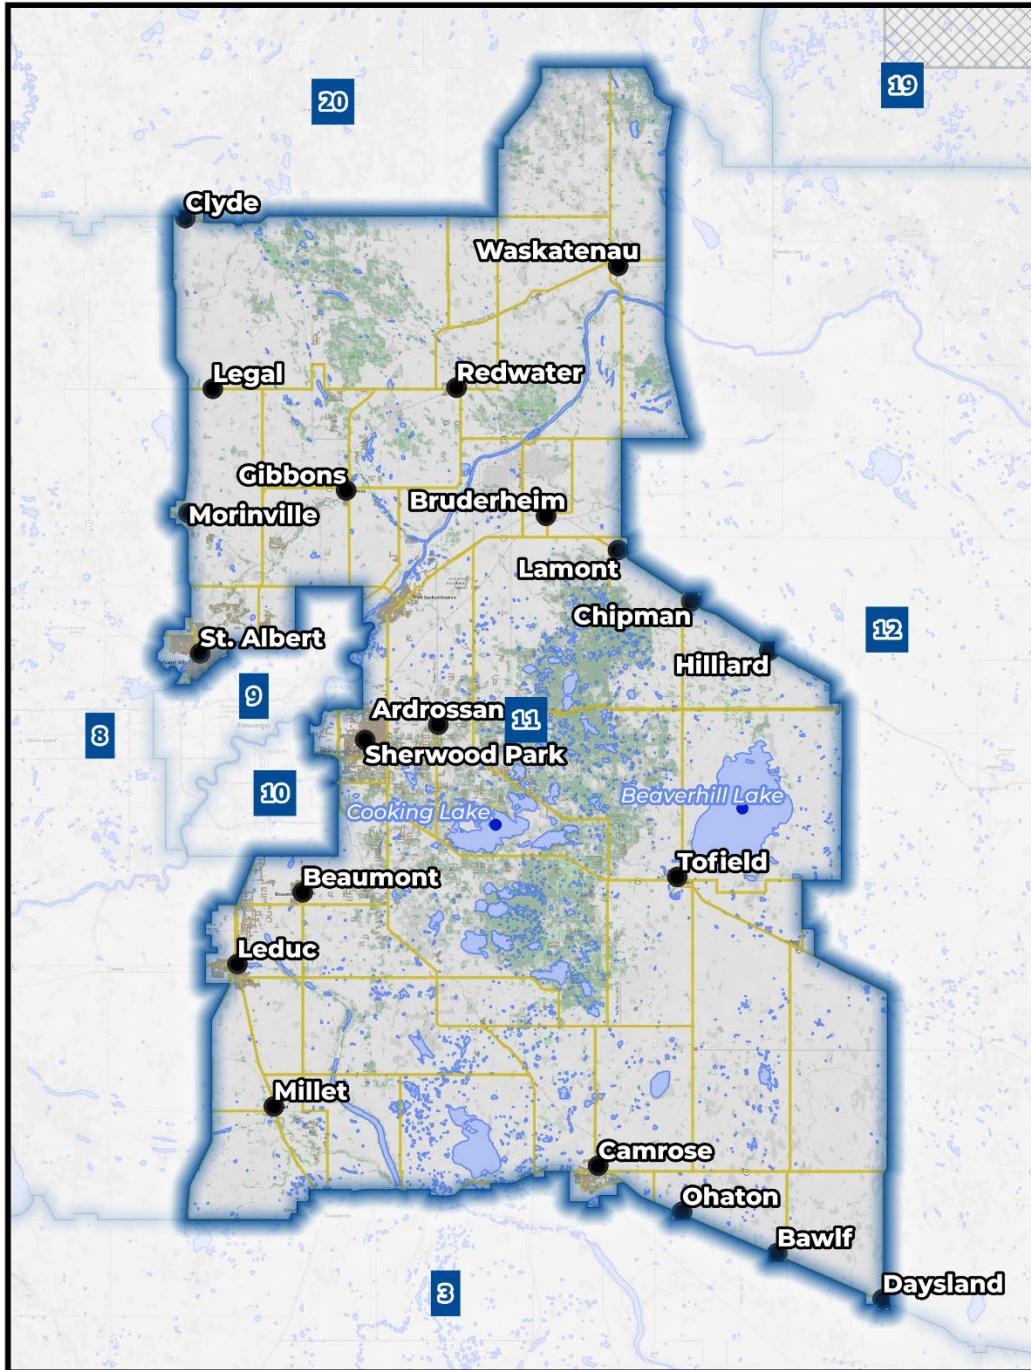 20
19
Clyde
Waskatenau
Legal
Redwater
Gibbons
Bruderheim
Morinville
Lamont
Chipman
12
St. Albert
Hilliard
9
Ardrossan
11
8
Sherwood Park
10
Cooking Lake
Beaverhill Lake
Tofield
Beaumont
Leduc
Millet
Camrose
Ohaton
Bawlf
Daysland
3